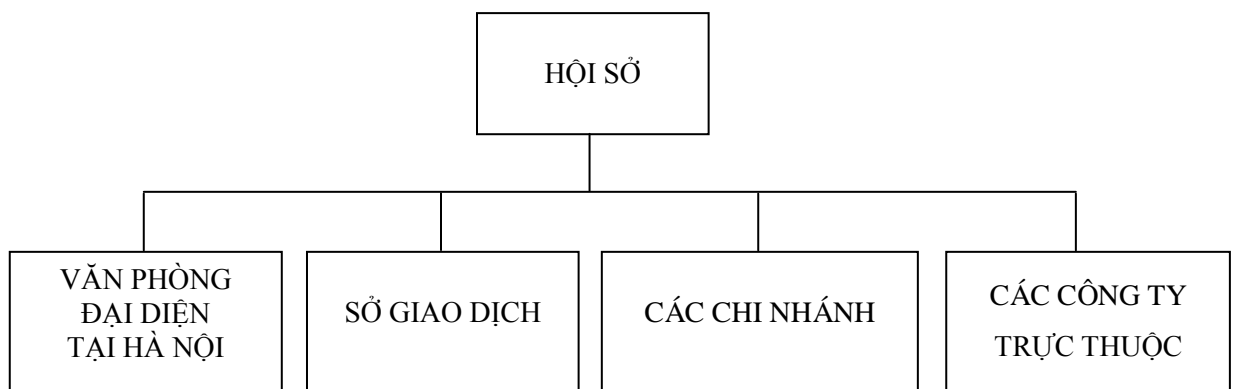 HỘI SỞ
VĂN PHÒNG
ĐẠI DIỆN
TẠI HÀ NỘI
SỞ GIAO DỊCH
CÁC CHI NHÁNH
CÁC CÔNG TY
TRỰC THUỘC